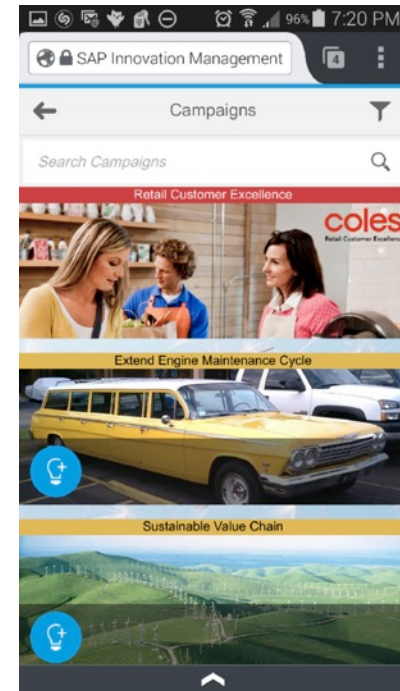 96% 7:20 PM
SAP Innovation Management
4
Campaigns
Search Campaigns
Retail Customer Excellence
coles
Retail Customer Excellence
Extend Engine Maintenance Cycle
Sustainable Value Chain